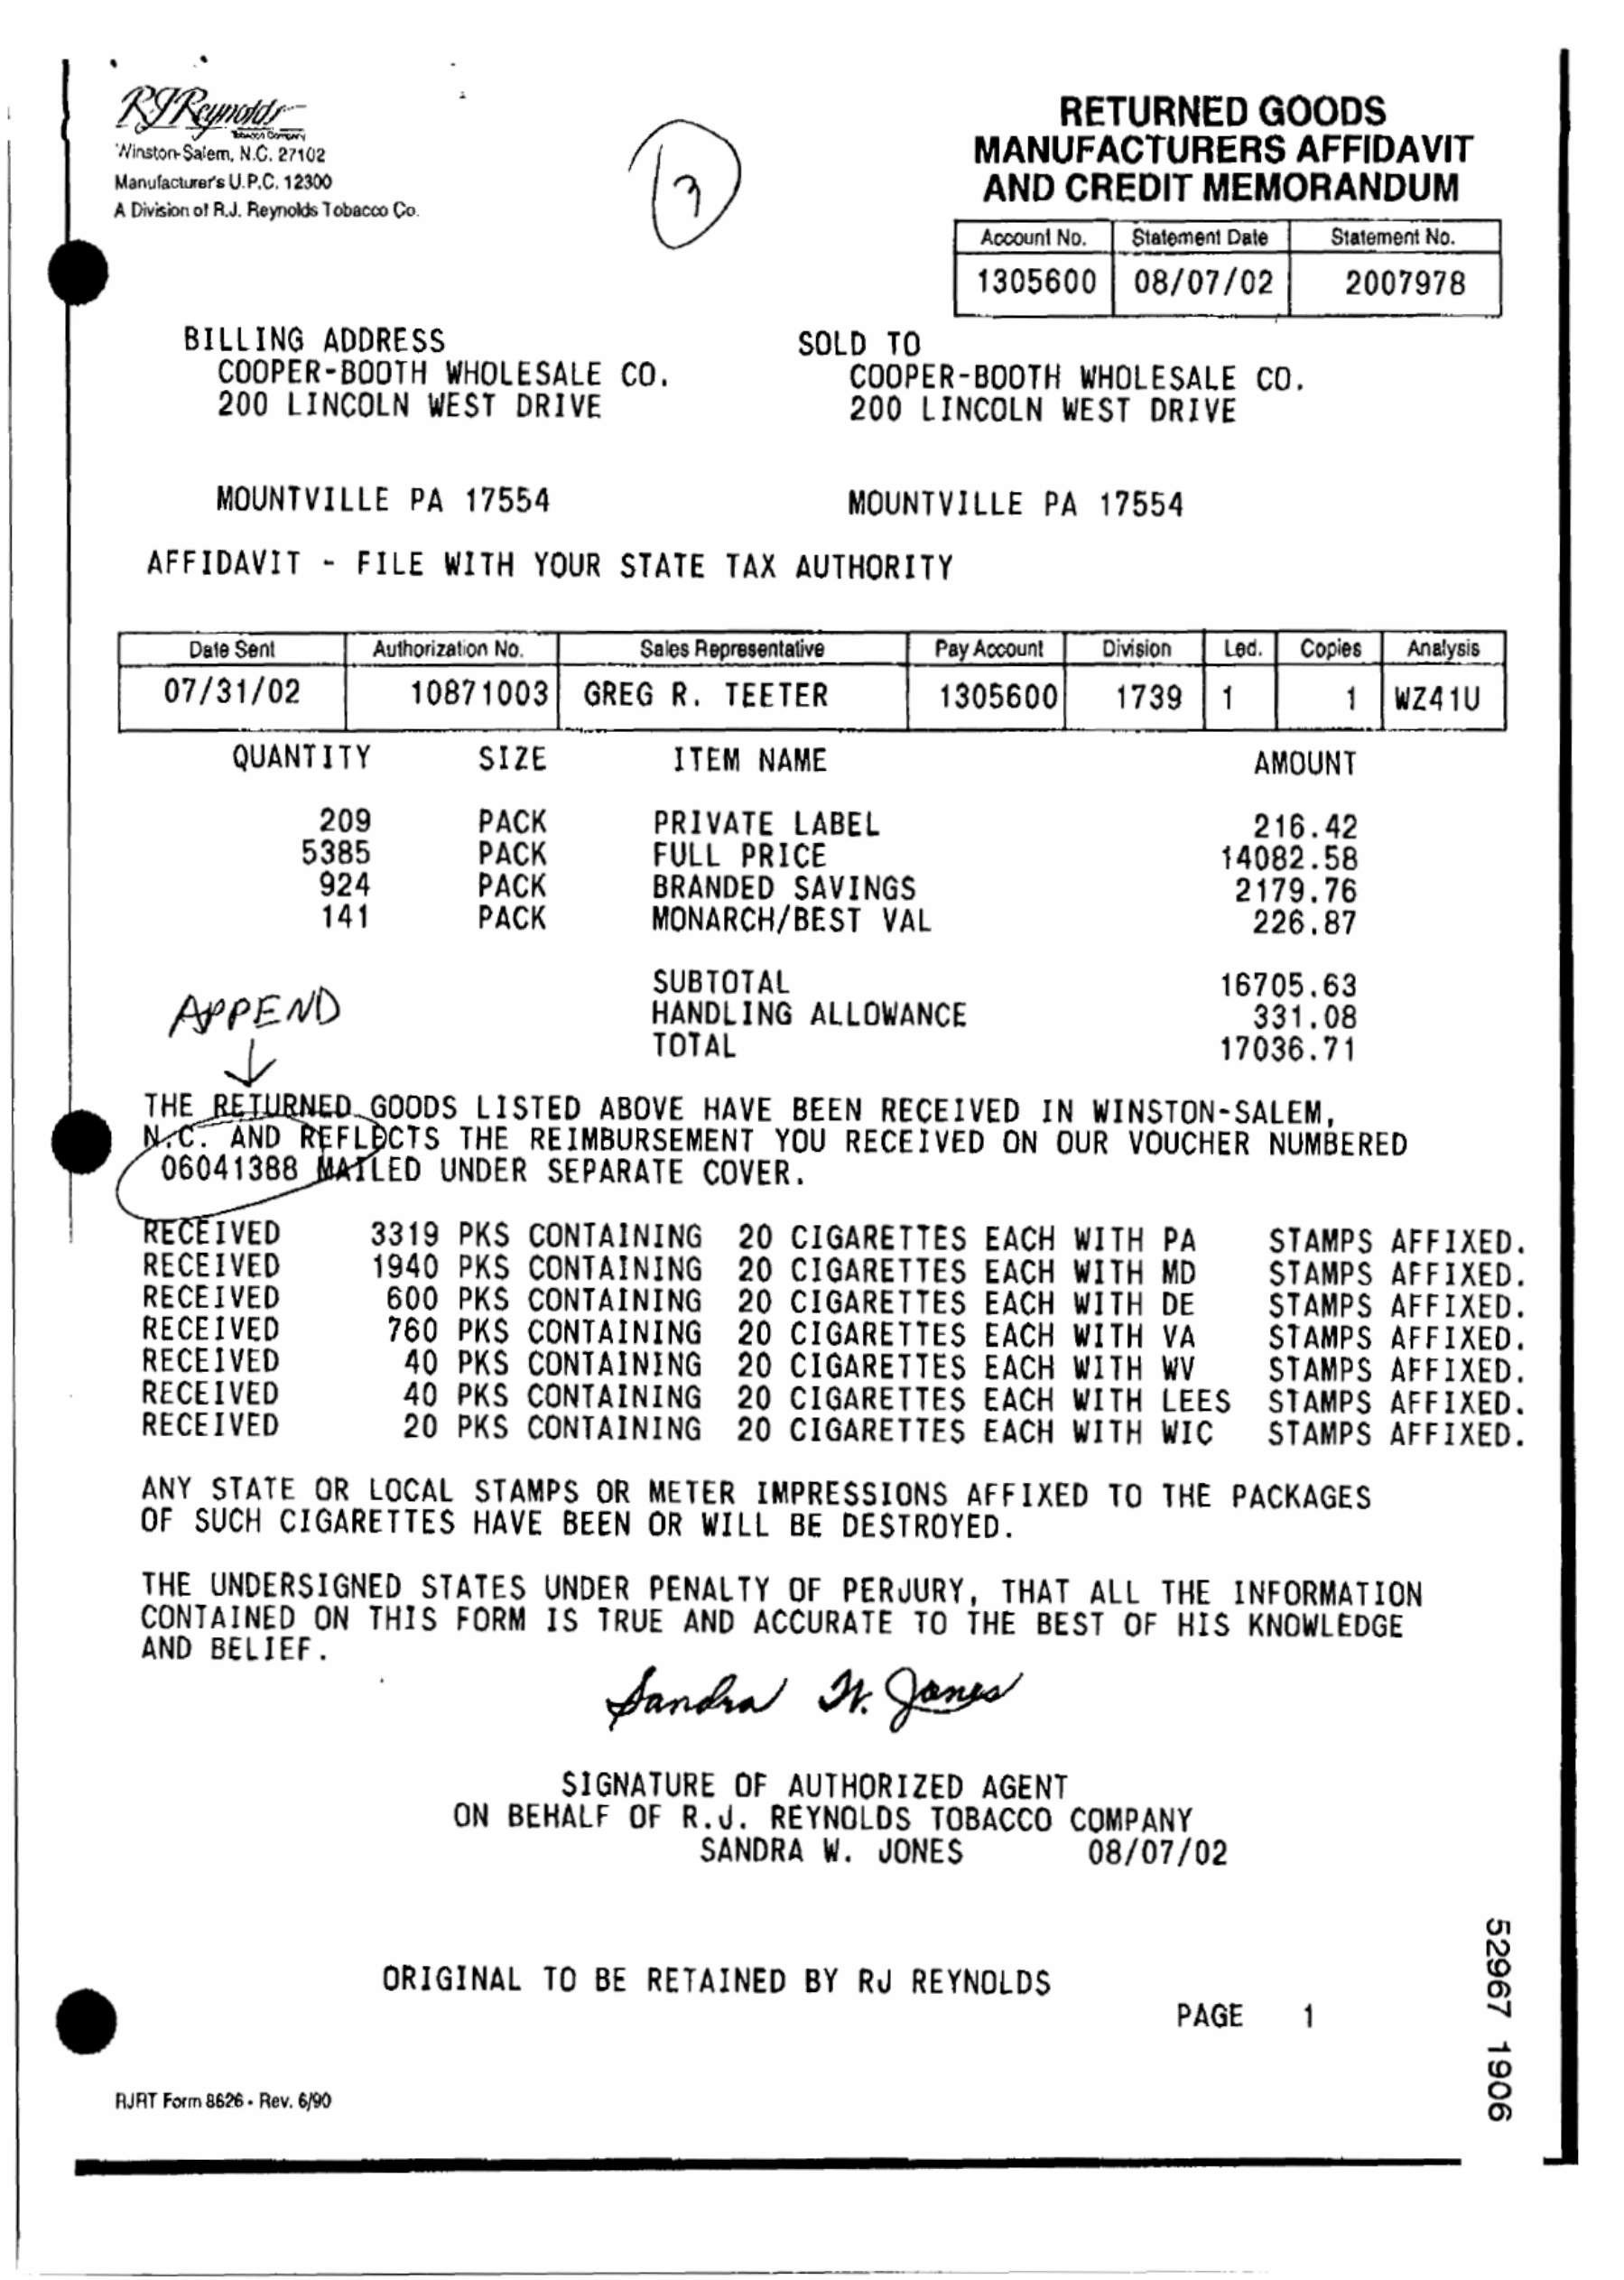 RJReynolds
Tobacco Company
Winston-Salem, N.C. 27102
Manufacturer's U.P.C. 12300
A Division of R.J. Reynolds Tobacco Co.
3
RETURNED GOODS
MANUFACTURERS AFFIDAVIT
AND CREDIT MEMORANDUM
Account No. Statement Date Statement No.
1305600 08/07/02 2007978
BILLING ADDRESS
COOPER-BOOTH WHOLESALE CO.
200 LINCOLN WEST DRIVE
MOUNTVILLE PA 17554
SOLD TO
COOPER-BOOTH WHOLESALE CO.
200 LINCOLN WEST DRIVE
MOUNTVILLE PA 17554
AFFIDAVIT - FILE WITH YOUR STATE TAX AUTHORITY
Date Sent Authorization No. Sales Representative Pay Account Division Led. Copies Analysis
07/31/02 10871003 GREG R. TEETER 1305600 1739 1 1 WZ41U
QUANTITY SIZE ITEM NAME AMOUNT
209 PACK PRIVATE LABEL 216.42
5385 PACK FULL PRICE 14082.58
924 PACK BRANDED SAVINGS 2179.76
141 PACK MONARCH/BEST VAL 226.87
SUBTOTAL 16705.63
HANDLING ALLOWANCE 331.08
TOTAL 17036.71
APPEND
THE RETURNED GOODS LISTED ABOVE HAVE BEEN RECEIVED IN WINSTON-SALEM,
N.C. AND REFLECTS THE REIMBURSEMENT YOU RECEIVED ON OUR VOUCHER NUMBERED
06041388 MAILED UNDER SEPARATE COVER.
RECEIVED 3319 PKS CONTAINING 20 CIGARETTES EACH WITH PA STAMPS AFFIXED.
RECEIVED 1940 PKS CONTAINING 20 CIGARETTES EACH WITH MD STAMPS AFFIXED.
RECEIVED 600 PKS CONTAINING 20 CIGARETTES EACH WITH DE STAMPS AFFIXED.
RECEIVED 760 PKS CONTAINING 20 CIGARETTES EACH WITH VA STAMPS AFFIXED.
RECEIVED 40 PKS CONTAINING 20 CIGARETTES EACH WITH WV STAMPS AFFIXED.
RECEIVED 40 PKS CONTAINING 20 CIGARETTES EACH WITH LEES STAMPS AFFIXED.
RECEIVED 20 PKS CONTAINING 20 CIGARETTES EACH WITH WIC STAMPS AFFIXED.
ANY STATE OR LOCAL STAMPS OR METER IMPRESSIONS AFFIXED TO THE PACKAGES
OF SUCH CIGARETTES HAVE BEEN OR WILL BE DESTROYED.
THE UNDERSIGNED STATES UNDER PENALTY OF PERJURY, THAT ALL THE INFORMATION
CONTAINED ON THIS FORM IS TRUE AND ACCURATE TO THE BEST OF HIS KNOWLEDGE
AND BELIEF.
Sandra W. Jones
SIGNATURE OF AUTHORIZED AGENT
ON BEHALF OF R.J. REYNOLDS TOBACCO COMPANY
SANDRA W. JONES 08/07/02
ORIGINAL TO BE RETAINED BY RJ REYNOLDS
PAGE 1
RJRT Form 8626 - Rev. 6/90
52967 1906